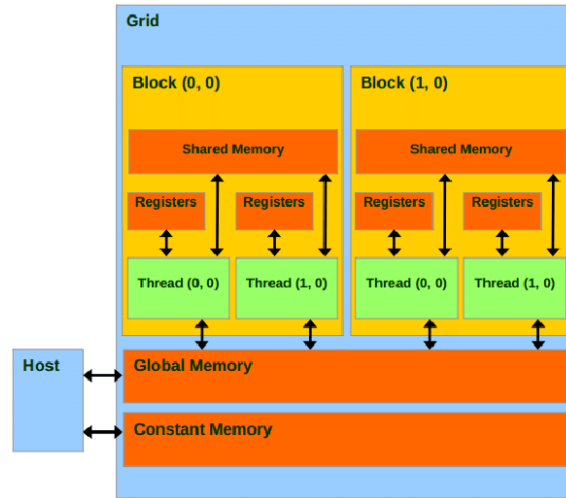 Grid
Block (0, 0)
Block (1, 0)
Shared Memory
Shared Memory
Registers
Registers
Registers
Registers
Thread (0, 0)
Thread (1, 0)
Thread (0, 0)
Thread (1, 0)
Host
Global Memory
Constant Memory